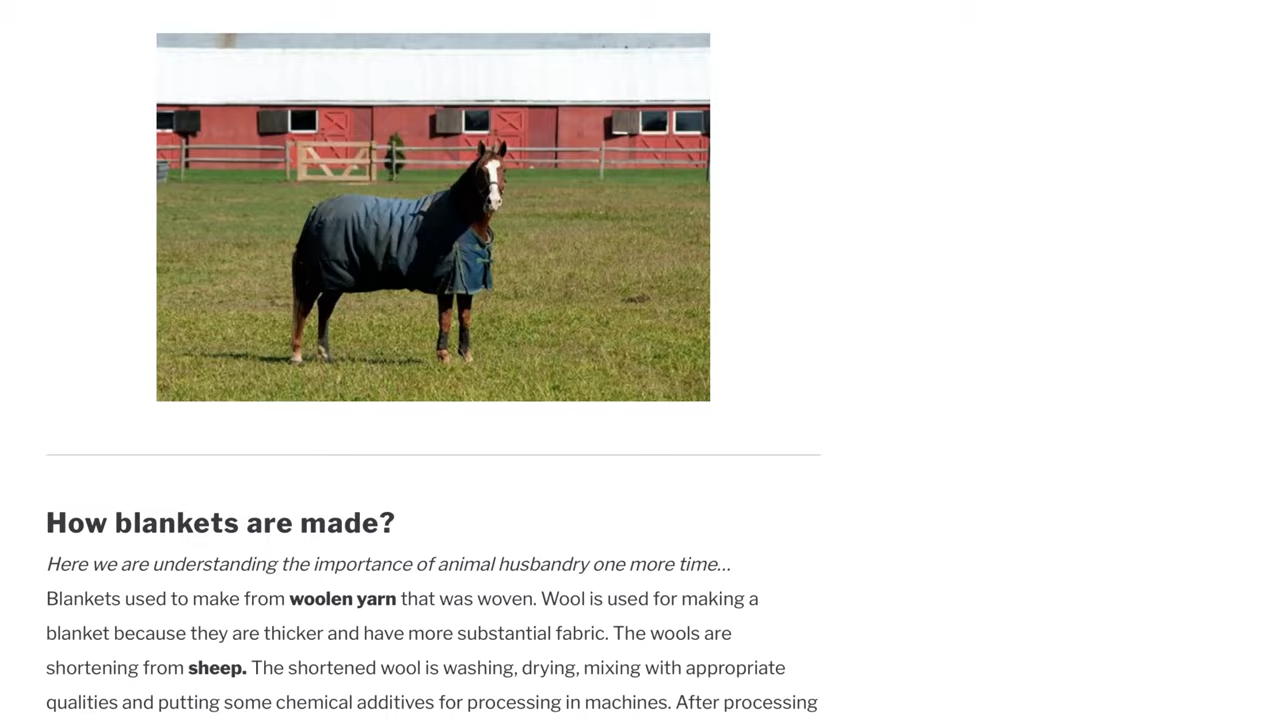 How blankets are made?
Here we are understanding the importance of animal husbandry one more time...
Blankets used to make from woolen yarn that was woven. Wool is used for making a
blanket because they are thicker and have more substantial fabric. The wools are
shortening from sheep. The shortened wool is washing, drying, mixing with appropriate
qualities and putting some chemical additives for processing in machines. After processing